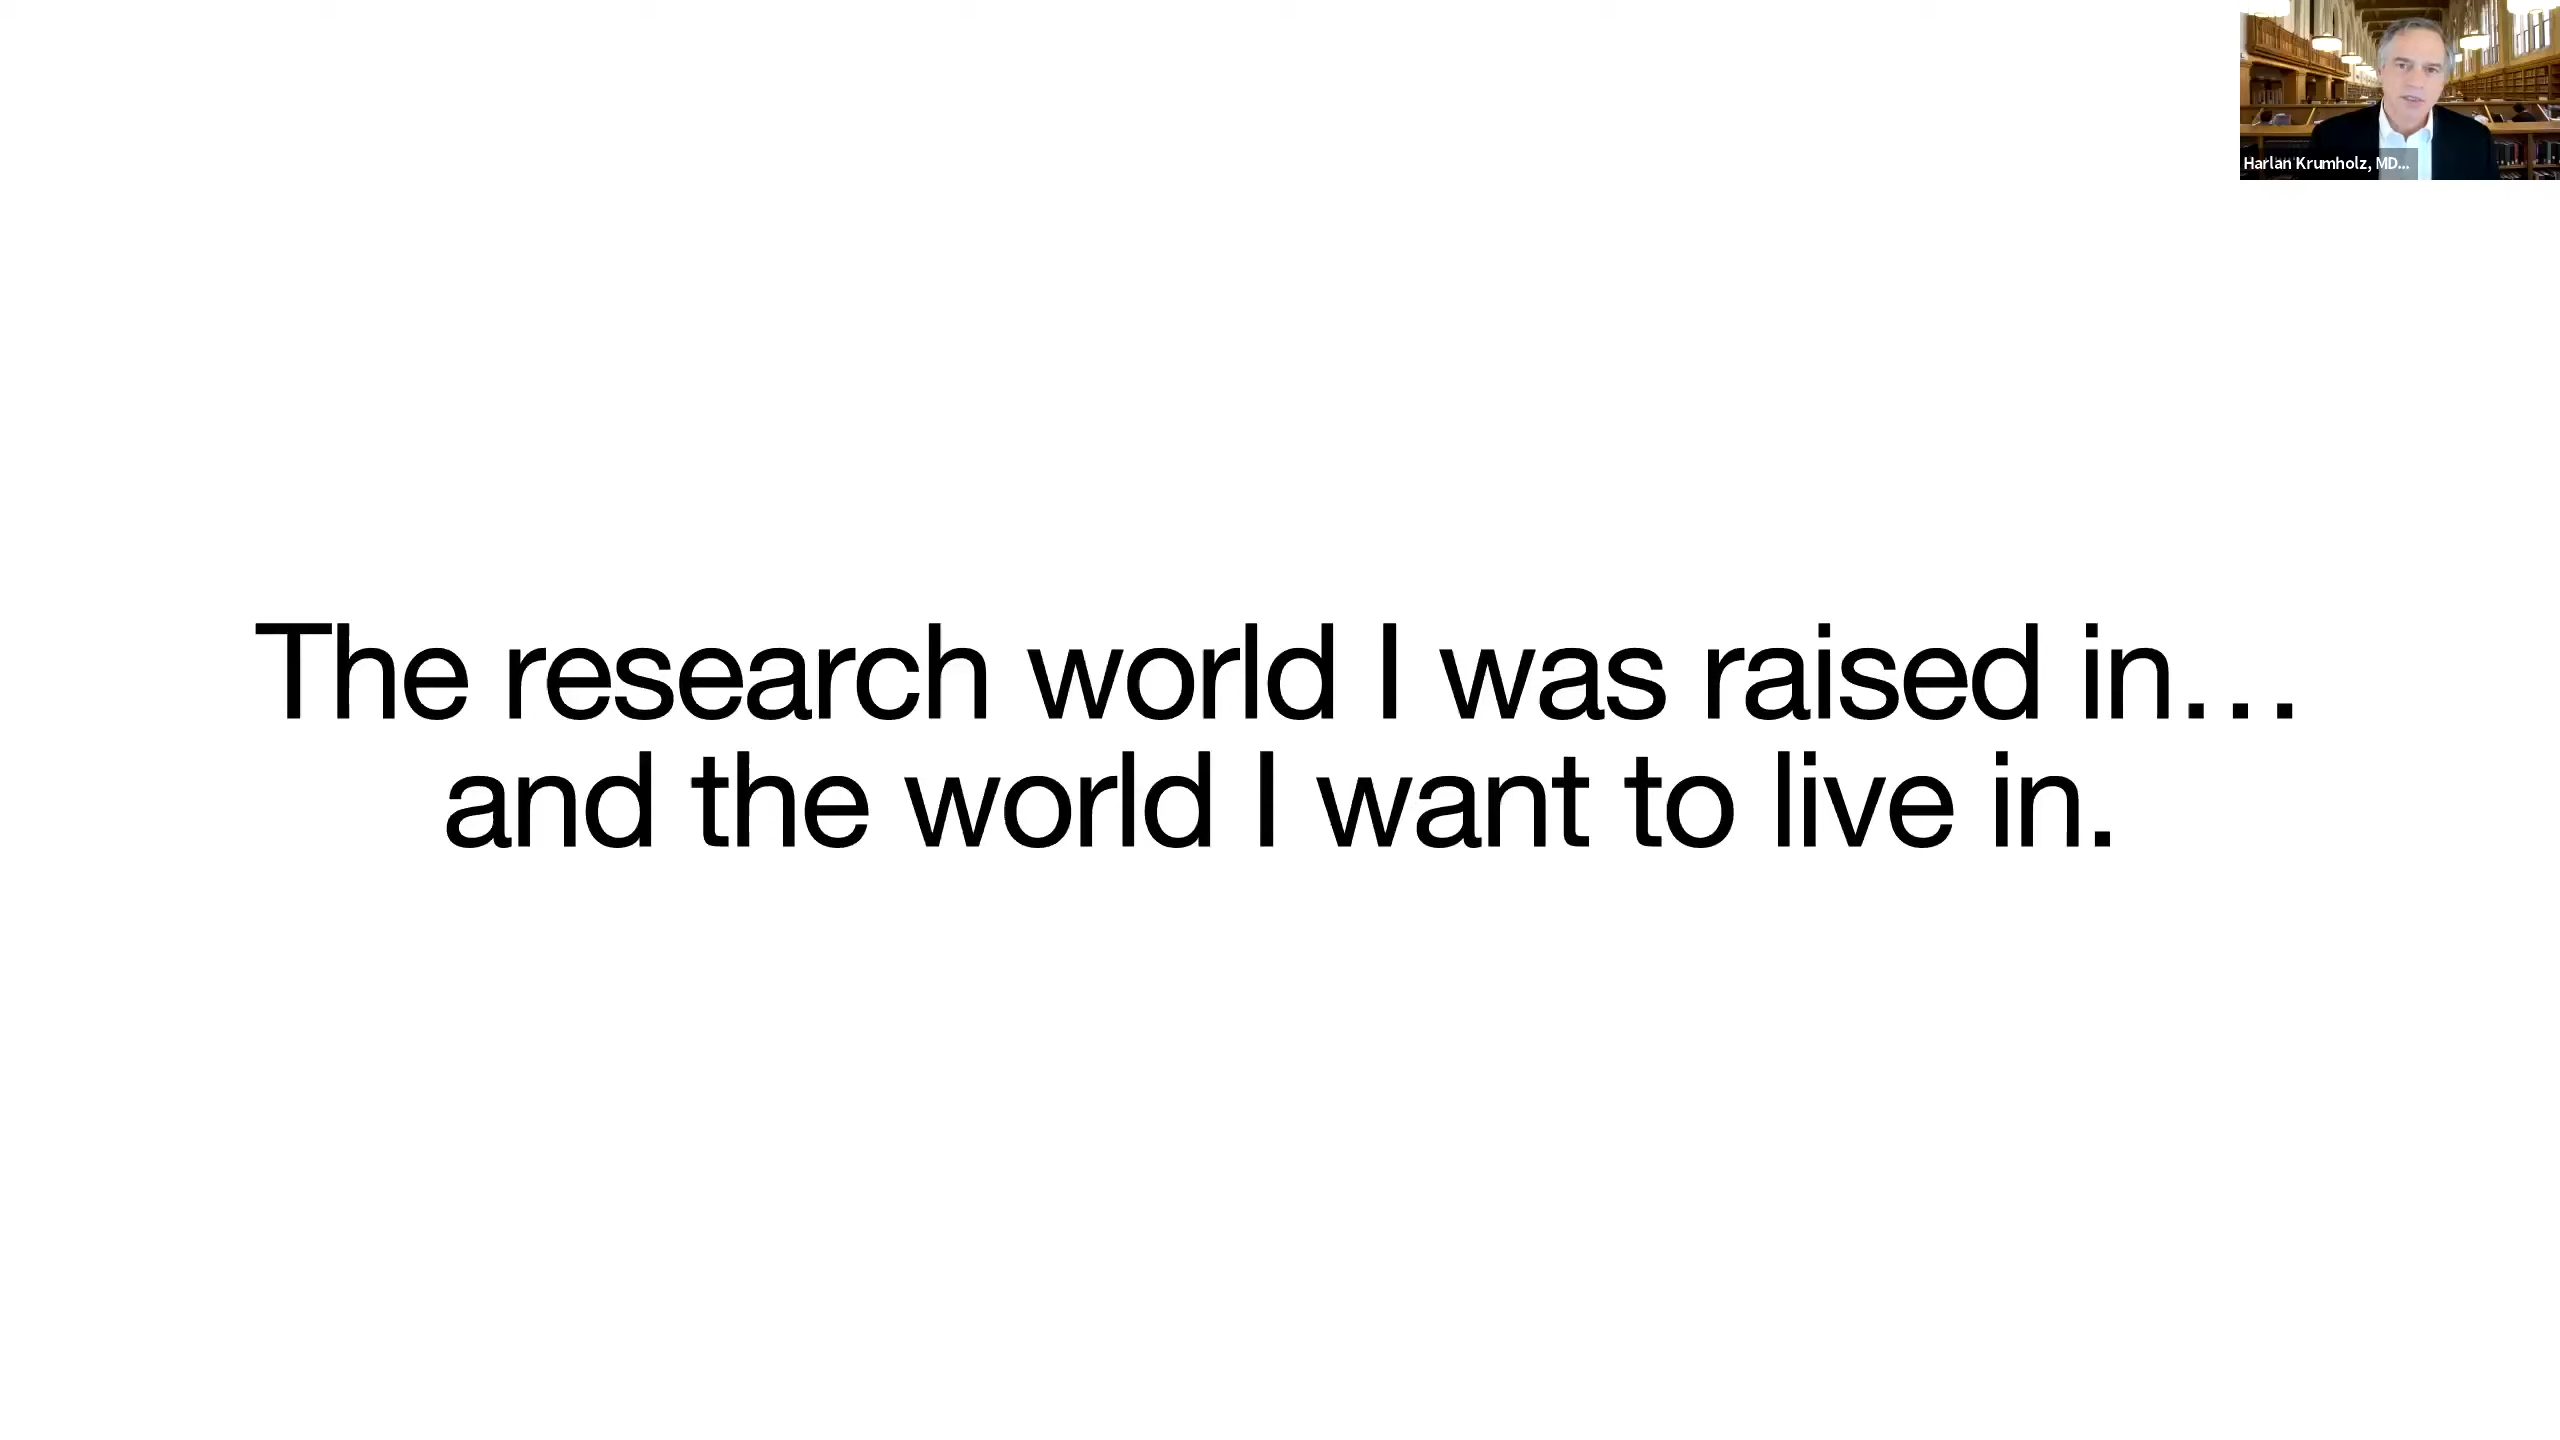 Harlan Krumholz, MD...
The research world I was raised in…
and the world I want to live in.